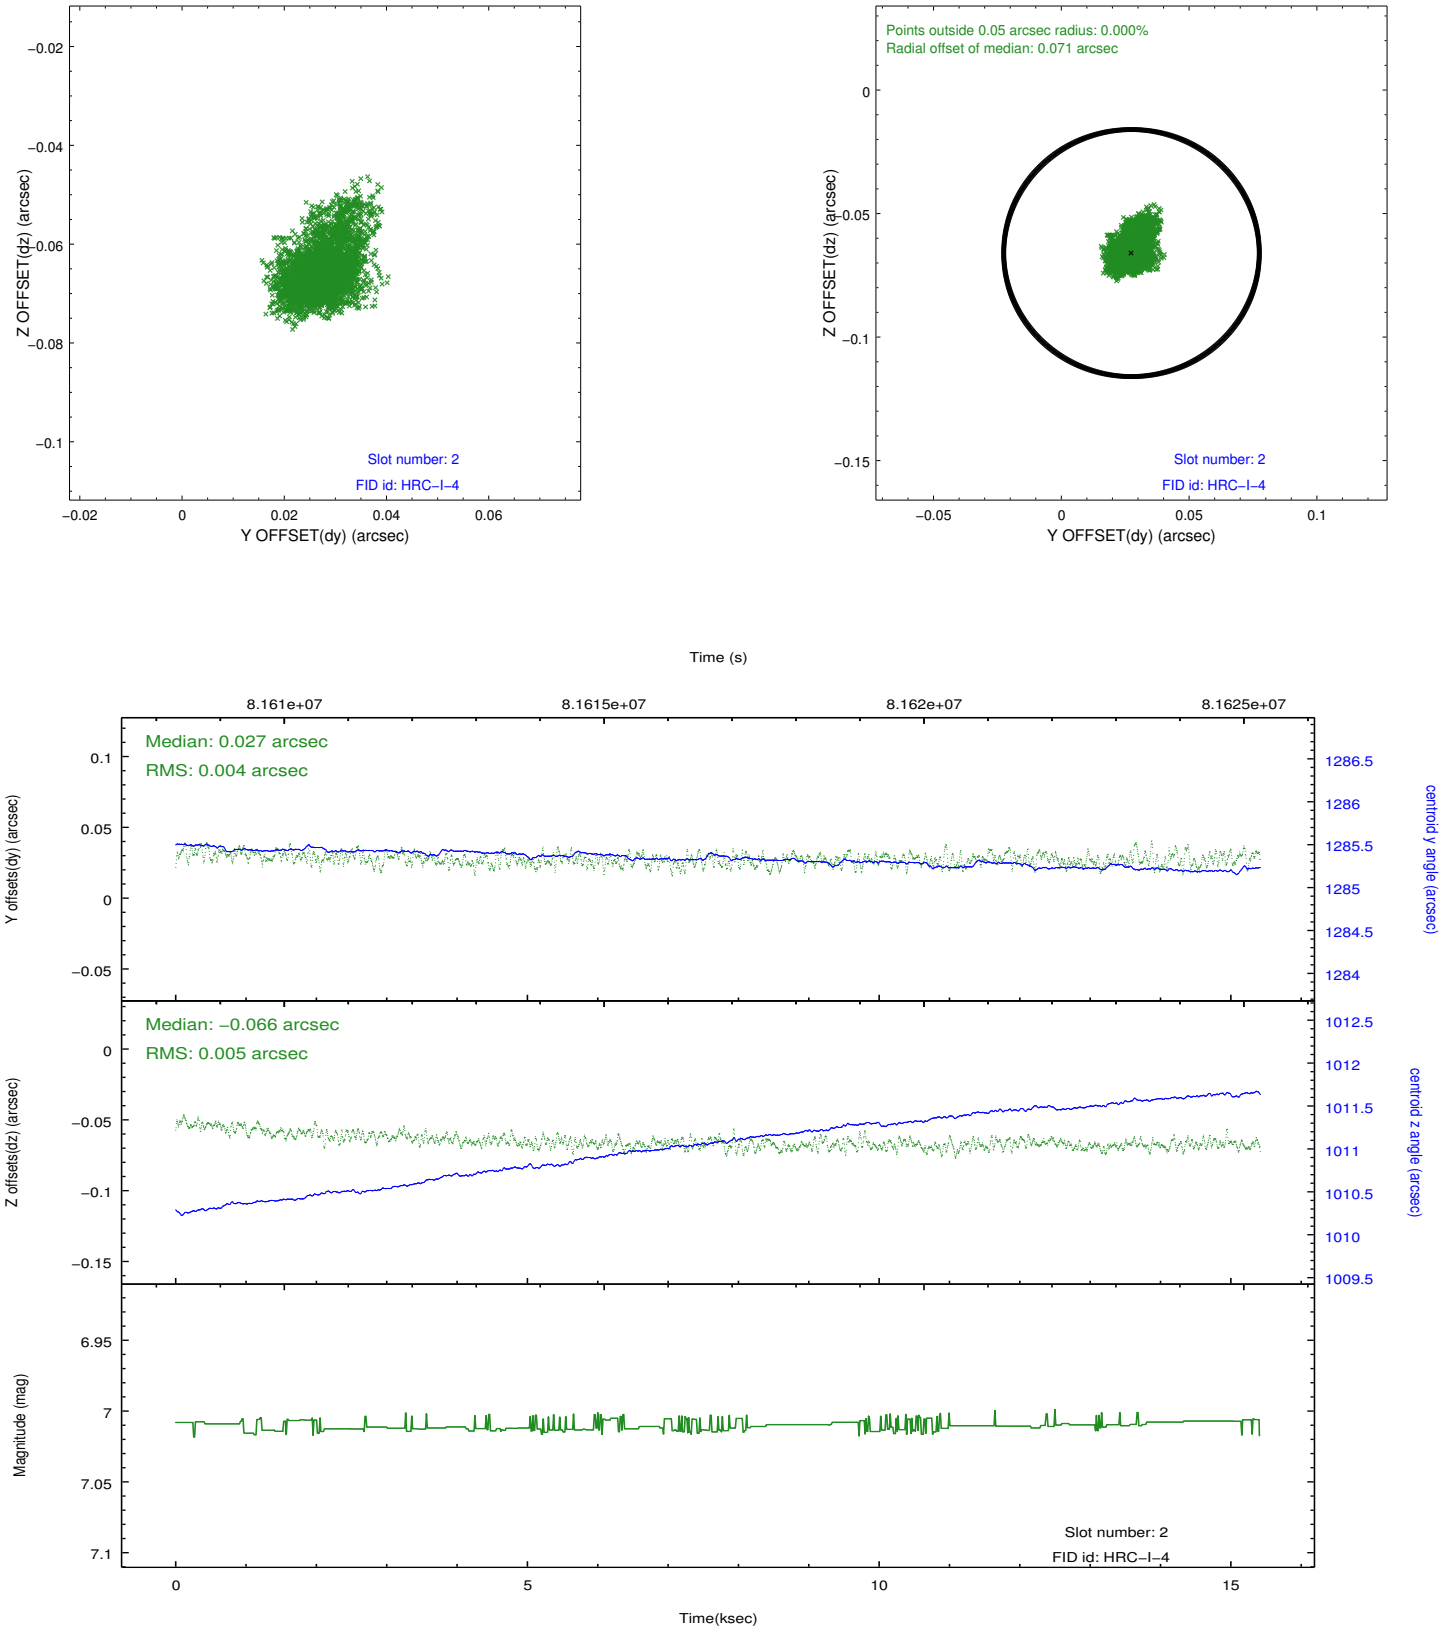 −0.02
−0.04
−0.06
−0.08
−0.1
Z OFFSET(dz) (arcsec)
Slot number: 2
FID id: HRC−I−4
−0.02 0 0.02 0.04 0.06
Y OFFSET(dy) (arcsec)
Points outside 0.05 arcsec radius: 0.000%
Radial offset of median: 0.071 arcsec
0
−0.05
−0.1
−0.15
Z OFFSET(dz) (arcsec)
Slot number: 2
FID id: HRC−I−4
−0.05 0 0.05 0.1
Y OFFSET(dy) (arcsec)
Time (s)
8.161e+07 8.1615e+07 8.162e+07 8.1625e+07
Median: 0.027 arcsec
RMS: 0.004 arcsec
0.1
0.05
0
−0.05
Y offsets(dy) (arcsec)
1286.5
1286
1285.5
1285
1284.5
1284
centroid y angle (arcsec)
Median: −0.066 arcsec
RMS: 0.005 arcsec
0
−0.05
−0.1
−0.15
Z offsets(dz) (arcsec)
1012.5
1012
1011.5
1011
1010.5
1010
1009.5
centroid z angle (arcsec)
6.95
7
7.05
7.1
Magnitude (mag)
Slot number: 2
FID id: HRC−I−4
0 5 10 15
Time(ksec)